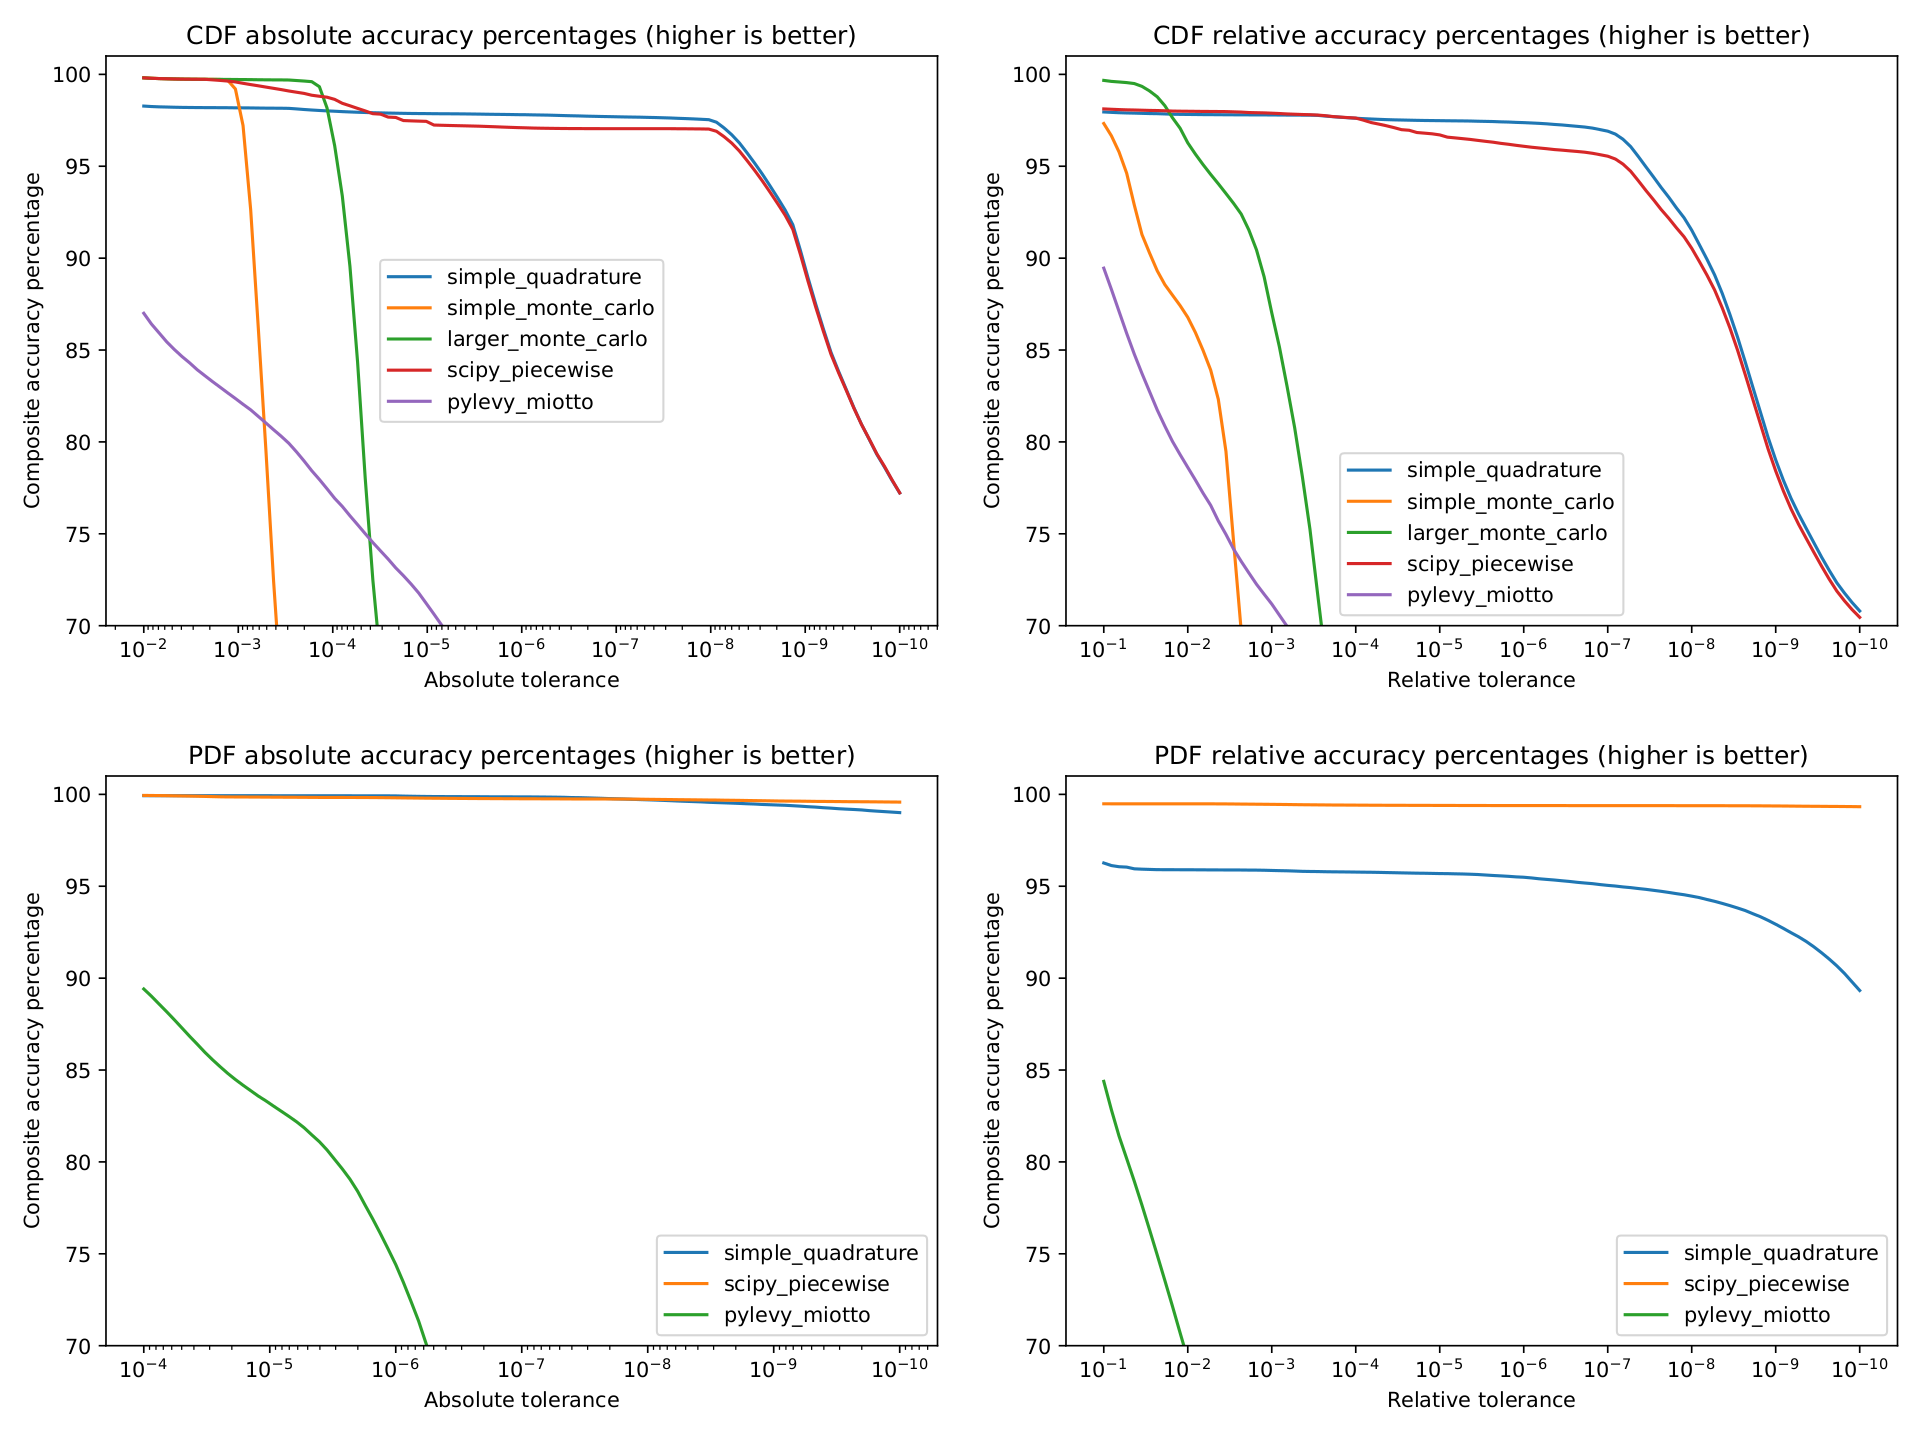 CDF absolute accuracy percentages (higher is better)
100
95
90
85
80
75
70
Composite accuracy percentage
simple_quadrature
simple_monte_carlo
larger_monte_carlo
scipy_piecewise
pylevy_miotto
10⁻² 10⁻³ 10⁻⁴ 10⁻⁵ 10⁻⁶ 10⁻⁷ 10⁻⁸ 10⁻⁹ 10⁻¹⁰
Absolute tolerance
CDF relative accuracy percentages (higher is better)
100
95
90
85
80
75
70
Composite accuracy percentage
simple_quadrature
simple_monte_carlo
larger_monte_carlo
scipy_piecewise
pylevy_miotto
10⁻¹ 10⁻² 10⁻³ 10⁻⁴ 10⁻⁵ 10⁻⁶ 10⁻⁷ 10⁻⁸ 10⁻⁹ 10⁻¹⁰
Relative tolerance
PDF absolute accuracy percentages (higher is better)
100
95
90
85
80
75
70
Composite accuracy percentage
simple_quadrature
scipy_piecewise
pylevy_miotto
10⁻⁴ 10⁻⁵ 10⁻⁶ 10⁻⁷ 10⁻⁸ 10⁻⁹ 10⁻¹⁰
Absolute tolerance
PDF relative accuracy percentages (higher is better)
100
95
90
85
80
75
70
Composite accuracy percentage
simple_quadrature
scipy_piecewise
pylevy_miotto
10⁻¹ 10⁻² 10⁻³ 10⁻⁴ 10⁻⁵ 10⁻⁶ 10⁻⁷ 10⁻⁸ 10⁻⁹ 10⁻¹⁰
Relative tolerance